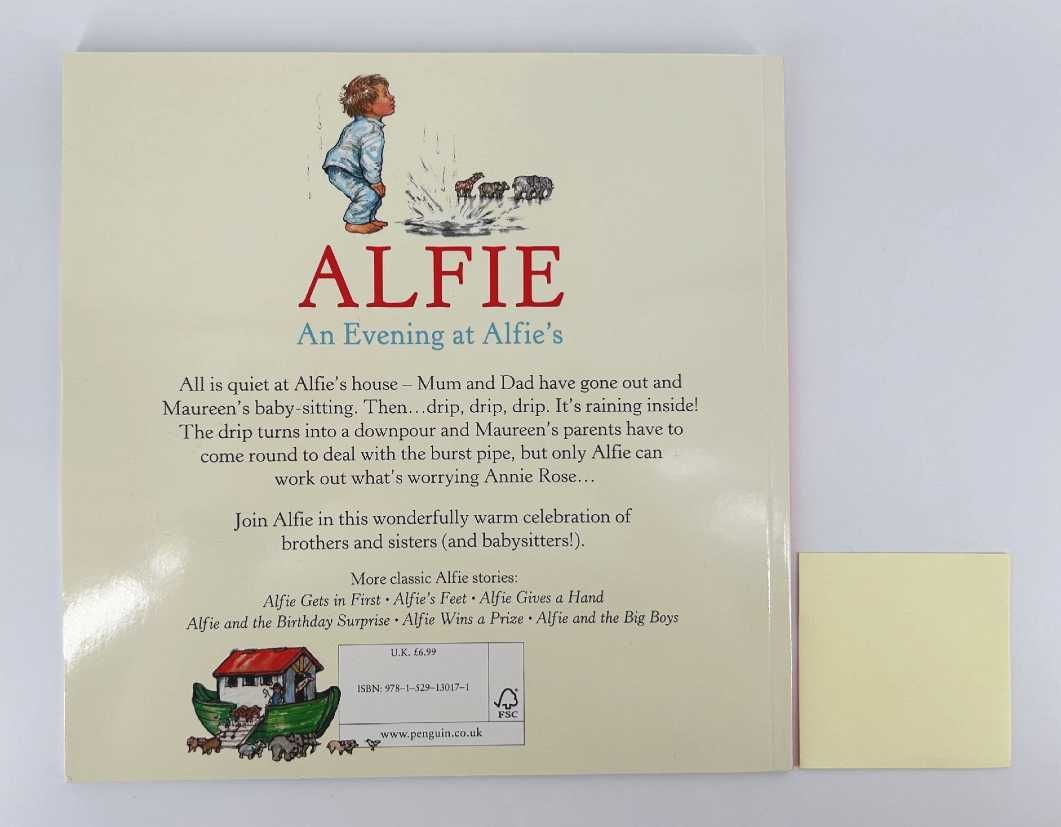 ALFIE
An Evening at Alfie's
All is quiet at Alfie's house – Mum and Dad have gone out and
Maureen's baby-sitting. Then…drip, drip, drip. It's raining inside!
The drip turns into a downpour and Maureen's parents have to
come round to deal with the burst pipe, but only Alfie can
work out what's worrying Annie Rose…
Join Alfie in this wonderfully warm celebration of
brothers and sisters (and babysitters!).
More classic Alfie stories:
Alfie Gets in First • Alfie's Feet • Alfie Gives a Hand
Alfie and the Birthday Surprise • Alfie Wins a Prize • Alfie and the Big Boys
U.K. £6.99
ISBN: 978–1–529–13017–1
FSC
www.penguin.co.uk